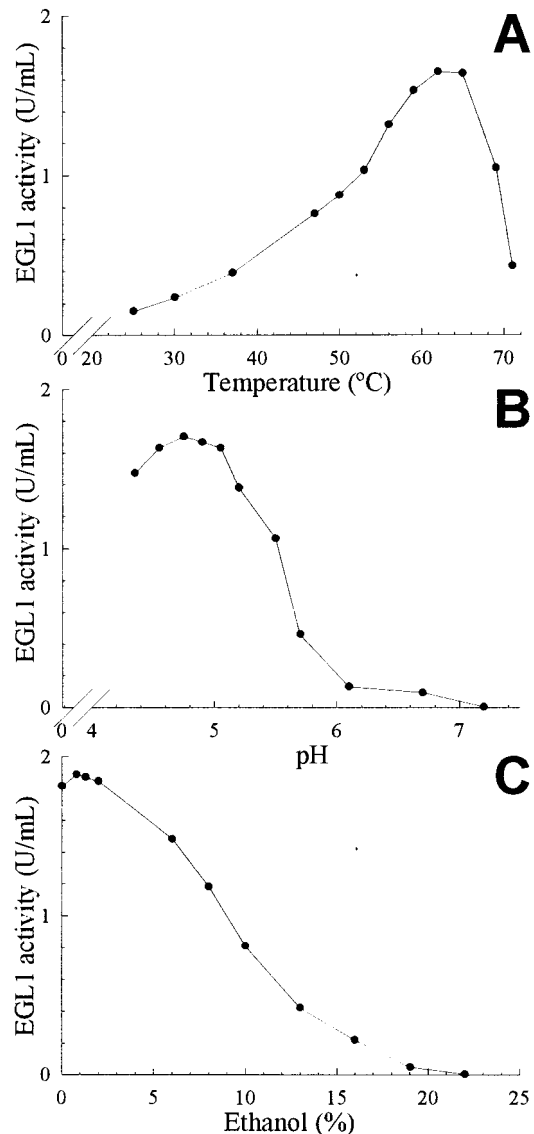 A
EGL1 activity (U/mL)
2
1
0
0 20 30 40 50 60 70
Temperature (°C)
B
EGL1 activity (U/mL)
2
1
0
0 4 5 6 7
pH
C
EGL1 activity (U/mL)
2
1
0
0 5 10 15 20 25
Ethanol (%)